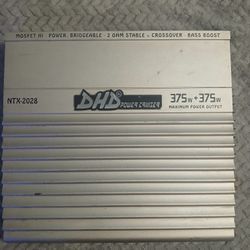 MOSFET HI POWER · BRIDGEABLE · 2 OHM STABLE · CROSSOVER · BASS BOOST
NTX-2028
DHD
POWER CRUISER
375W + 375W
MAXIMUM POWER OUTPUT